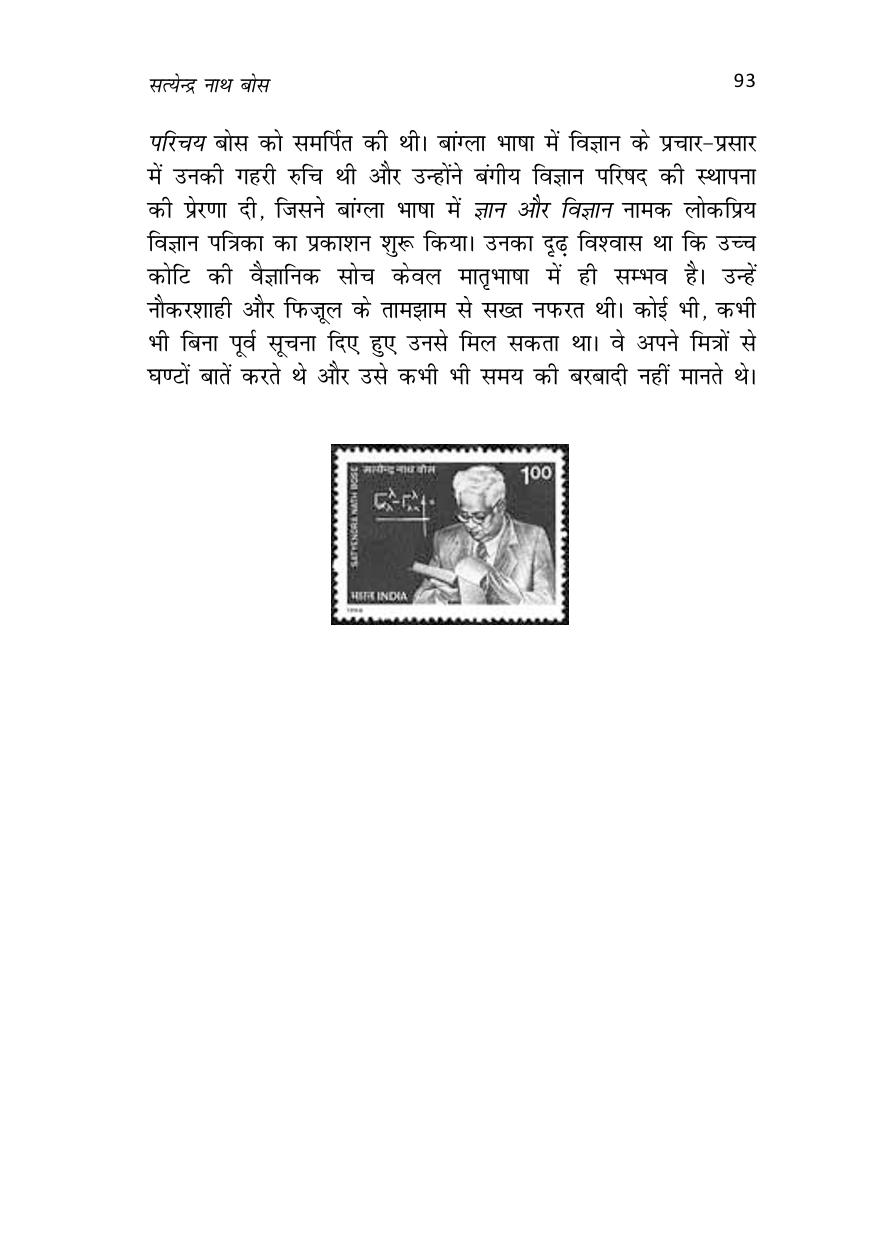 सत्येन्द्र नाथ बोस 93
परिचय बोस को समर्पित की थी। बांग्ला भाषा में विज्ञान के प्रचार-प्रसार
में उनकी गहरी रुचि थी और उन्होंने बंगीय विज्ञान परिषद की स्थापना
की प्रेरणा दी, जिसने बांग्ला भाषा में ज्ञान और विज्ञान नामक लोकप्रिय
विज्ञान पत्रिका का प्रकाशन शुरू किया। उनका दृढ़ विश्वास था कि उच्च
कोटि की वैज्ञानिक सोच केवल मातृभाषा में ही सम्भव है। उन्हें
नौकरशाही और फिज़ूल के तामझाम से सख्त नफरत थी। कोई भी, कभी
भी बिना पूर्व सूचना दिए हुए उनसे मिल सकता था। वे अपने मित्रों से
घण्टों बातें करते थे और उसे कभी भी समय की बरबादी नहीं मानते थे।
सत्येन्द्र नाथ बोस
100
SATYENDRA NATH BOSE
भारत INDIA